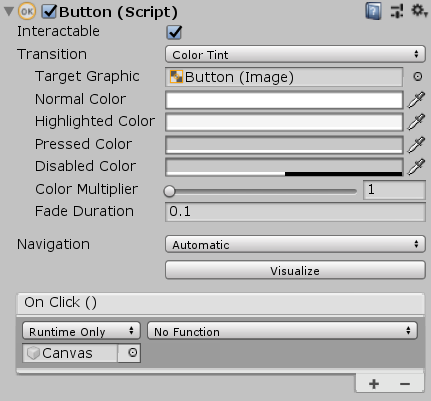 OK Button (Script)
Interactable
Transition Color Tint
Target Graphic Button (Image)
Normal Color
Highlighted Color
Pressed Color
Disabled Color
Color Multiplier 1
Fade Duration 0.1
Navigation Automatic
Visualize
On Click ()
Runtime Only No Function
Canvas
+ −